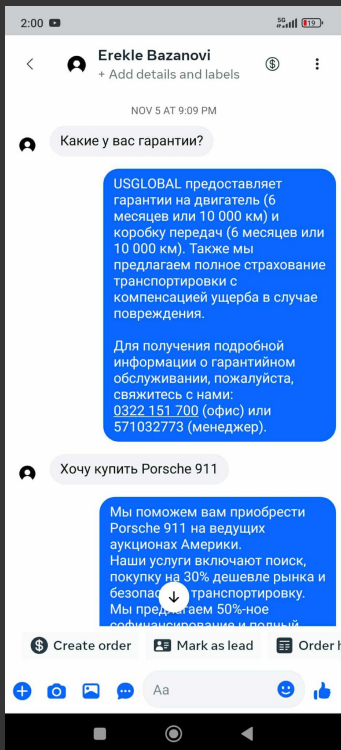 2:00
5G
19
Erekle Bazanovi
+ Add details and labels
NOV 5 AT 9:09 PM
Какие у вас гарантии?
USGLOBAL предоставляет
гарантии на двигатель (6
месяцев или 10 000 км) и
коробку передач (6 месяцев или
10 000 км). Также мы
предлагаем полное страхование
транспортировки с
компенсацией ущерба в случае
повреждения.
Для получения подробной
информации о гарантийном
обслуживании, пожалуйста,
свяжитесь с нами:
0322 151 700 (офис) или
571032773 (менеджер).
Хочу купить Porsche 911
Мы поможем вам приобрести
Porsche 911 на ведущих
аукционах Америки.
Наши услуги включают поиск,
покупку на 30% дешевле рынка и
транспортировку.
Мы 50%-ное
софинансирование и полный
Create order
Mark as lead
Order
Aa